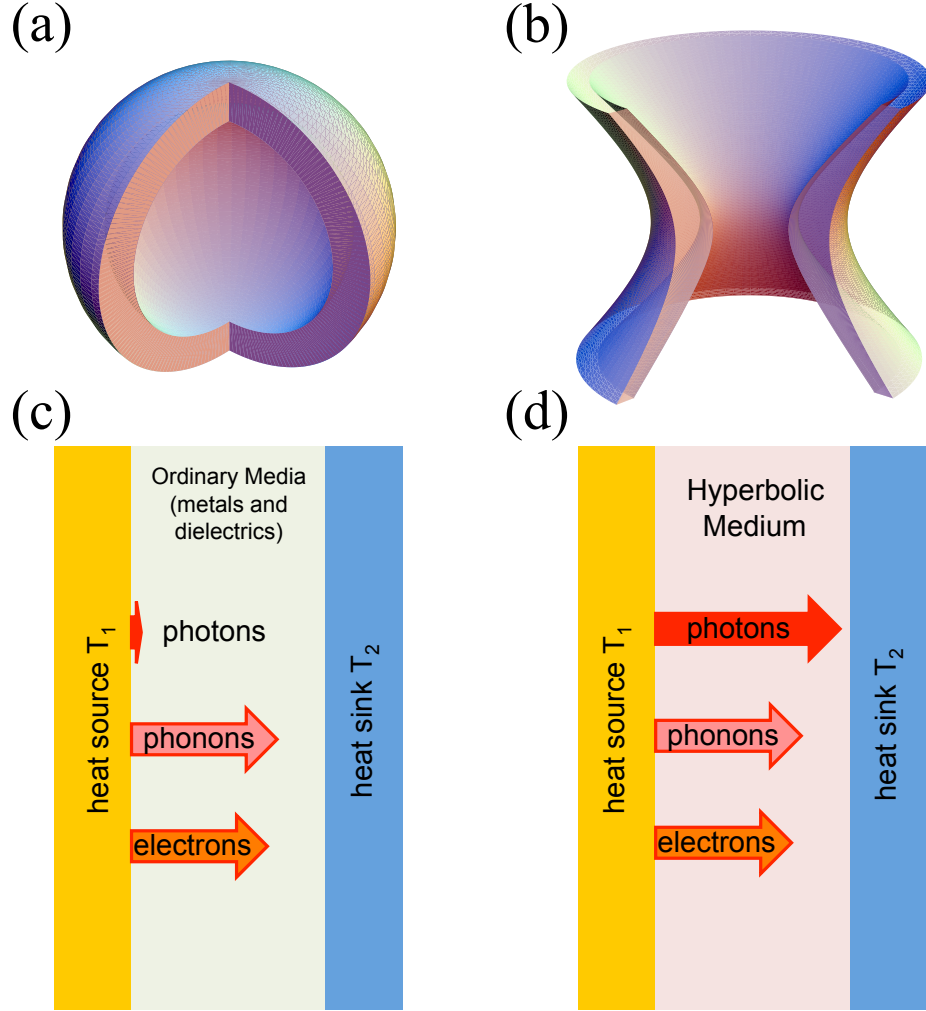 (a)
(b)
(c)
(d)
heat source T1
Ordinary Media
(metals and
dielectrics)
photons
phonons
electrons
heat sink T2
heat source T1
Hyperbolic
Medium
photons
phonons
electrons
heat sink T2